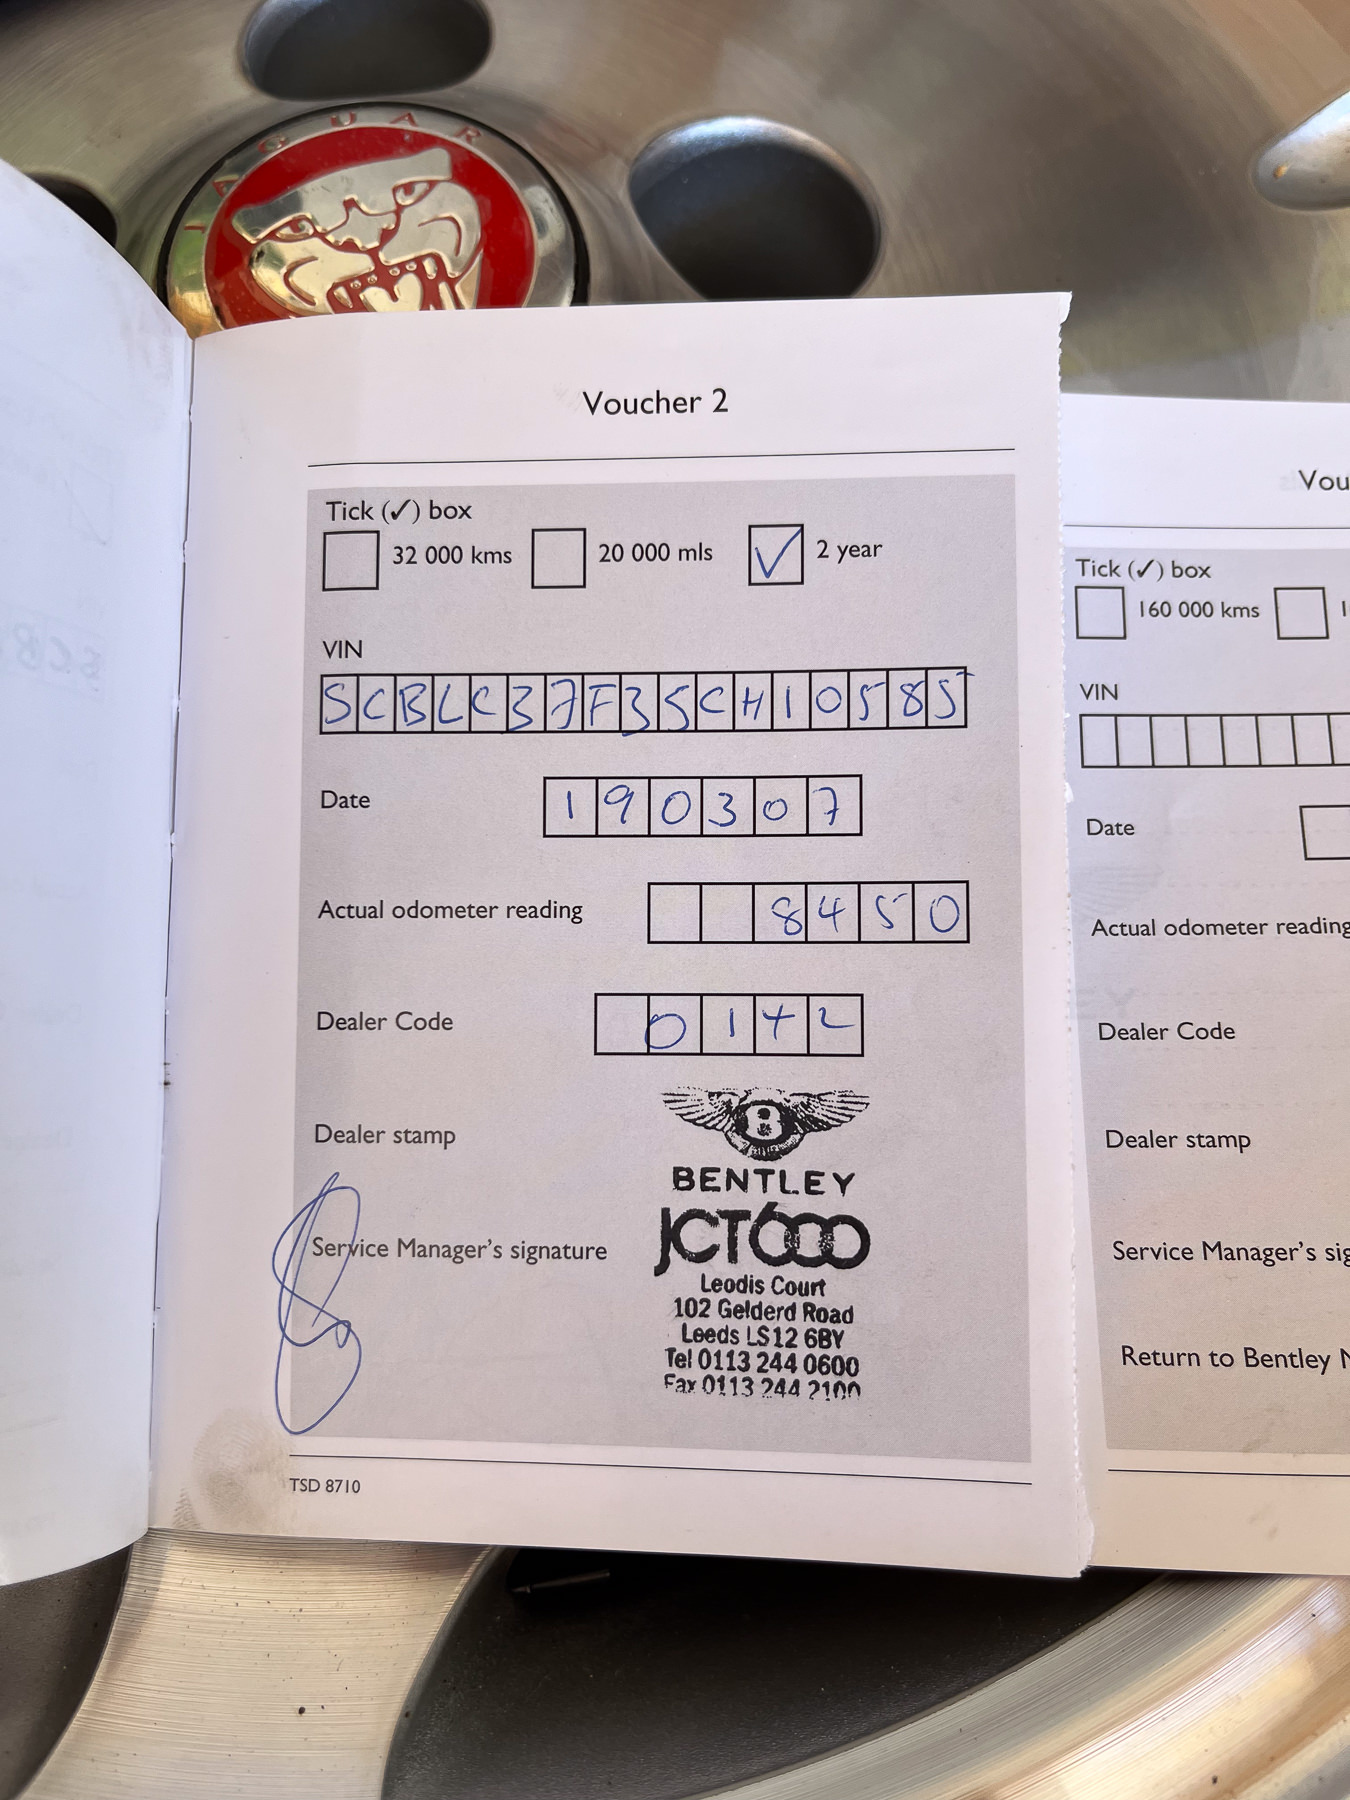 JAGUAR
Voucher 2
Tick (✓) box
32 000 kms 20 000 mls ✓ 2 year
VIN
SCBLC37F35CH10585
Date 190307
Actual odometer reading 8450
Dealer Code 0142
Dealer stamp
B
BENTLEY
JCT600
Leodis Court
102 Gelderd Road
Leeds LS12 6BY
Tel 0113 244 0600
Fax 0113 244 2100
Service Manager's signature
TSD 8710
Vou
Tick (✓) box
160 000 kms 1
VIN
Date
Actual odometer reading
Dealer Code
Dealer stamp
Service Manager's sig
Return to Bentley